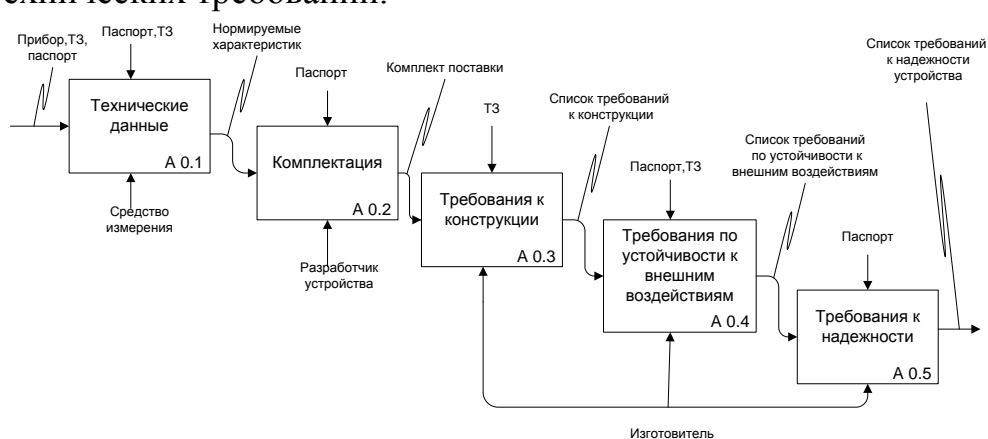 технических требований.
Прибор,ТЗ,
паспорт
Паспорт,ТЗ
Нормируемые
характеристик
Технические
данные
А 0.1
Средство
измерения
Паспорт
Комплект поставки
Комплектация
А 0.2
Разработчик
устройства
ТЗ
Список требований
к конструкции
Требования к
конструкции
А 0.3
Паспорт,ТЗ
Список требований
по устойчивости к
внешним воздействиям
Требования по
устойчивости к
внешним
воздействиям
А 0.4
Паспорт
Список требований
к надежности
устройства
Требования к
надежности
А 0.5
Изготовитель